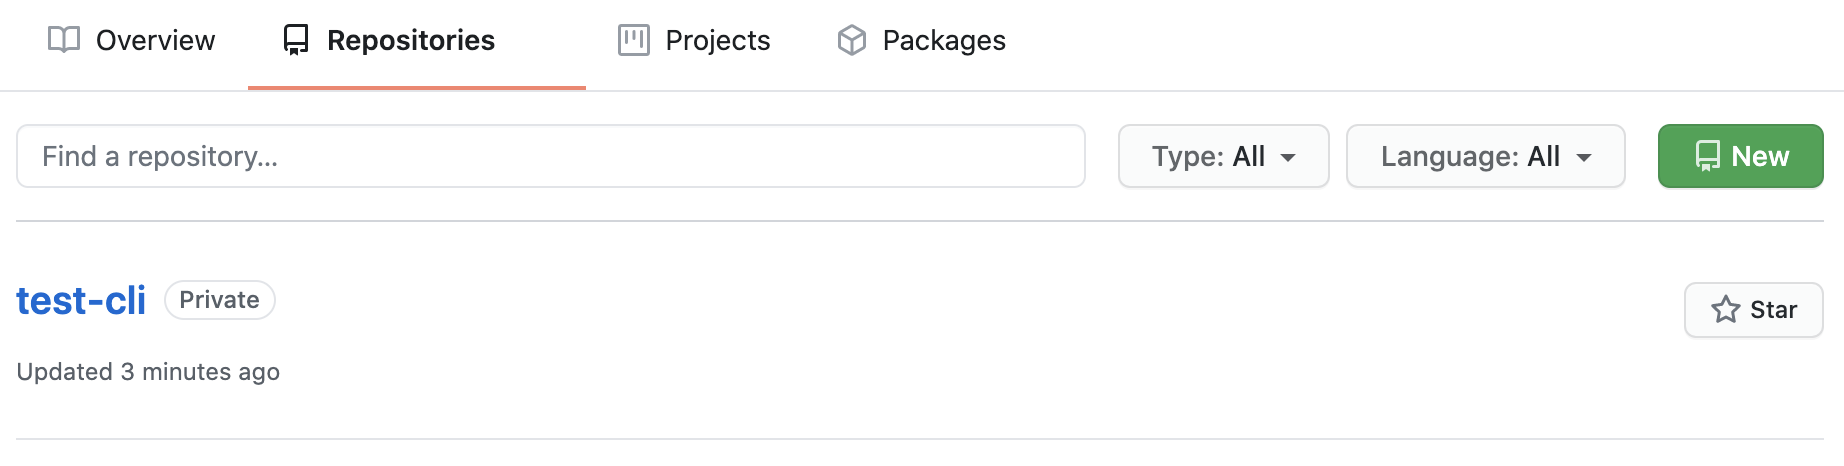 Overview Repositories Projects Packages
Find a repository... Type: All Language: All New
test-cli Private
Star
Updated 3 minutes ago